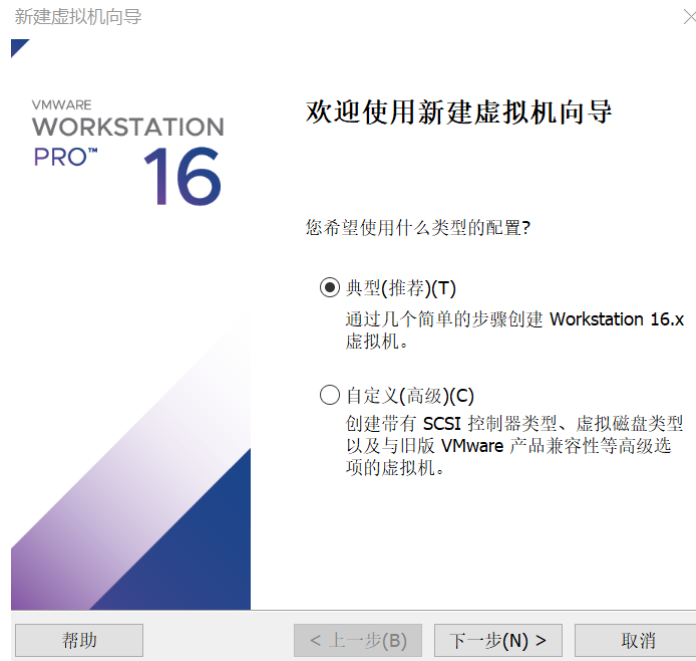 新建虚拟机向导
VMWARE
WORKSTATION
PRO™ 16
欢迎使用新建虚拟机向导
您希望使用什么类型的配置?
典型(推荐)(T)
通过几个简单的步骤创建 Workstation 16.x
虚拟机。
自定义(高级)(C)
创建带有 SCSI 控制器类型、虚拟磁盘类型
以及与旧版 VMware 产品兼容性等高级选
项的虚拟机。
帮助
< 上一步(B)
下一步(N) >
取消